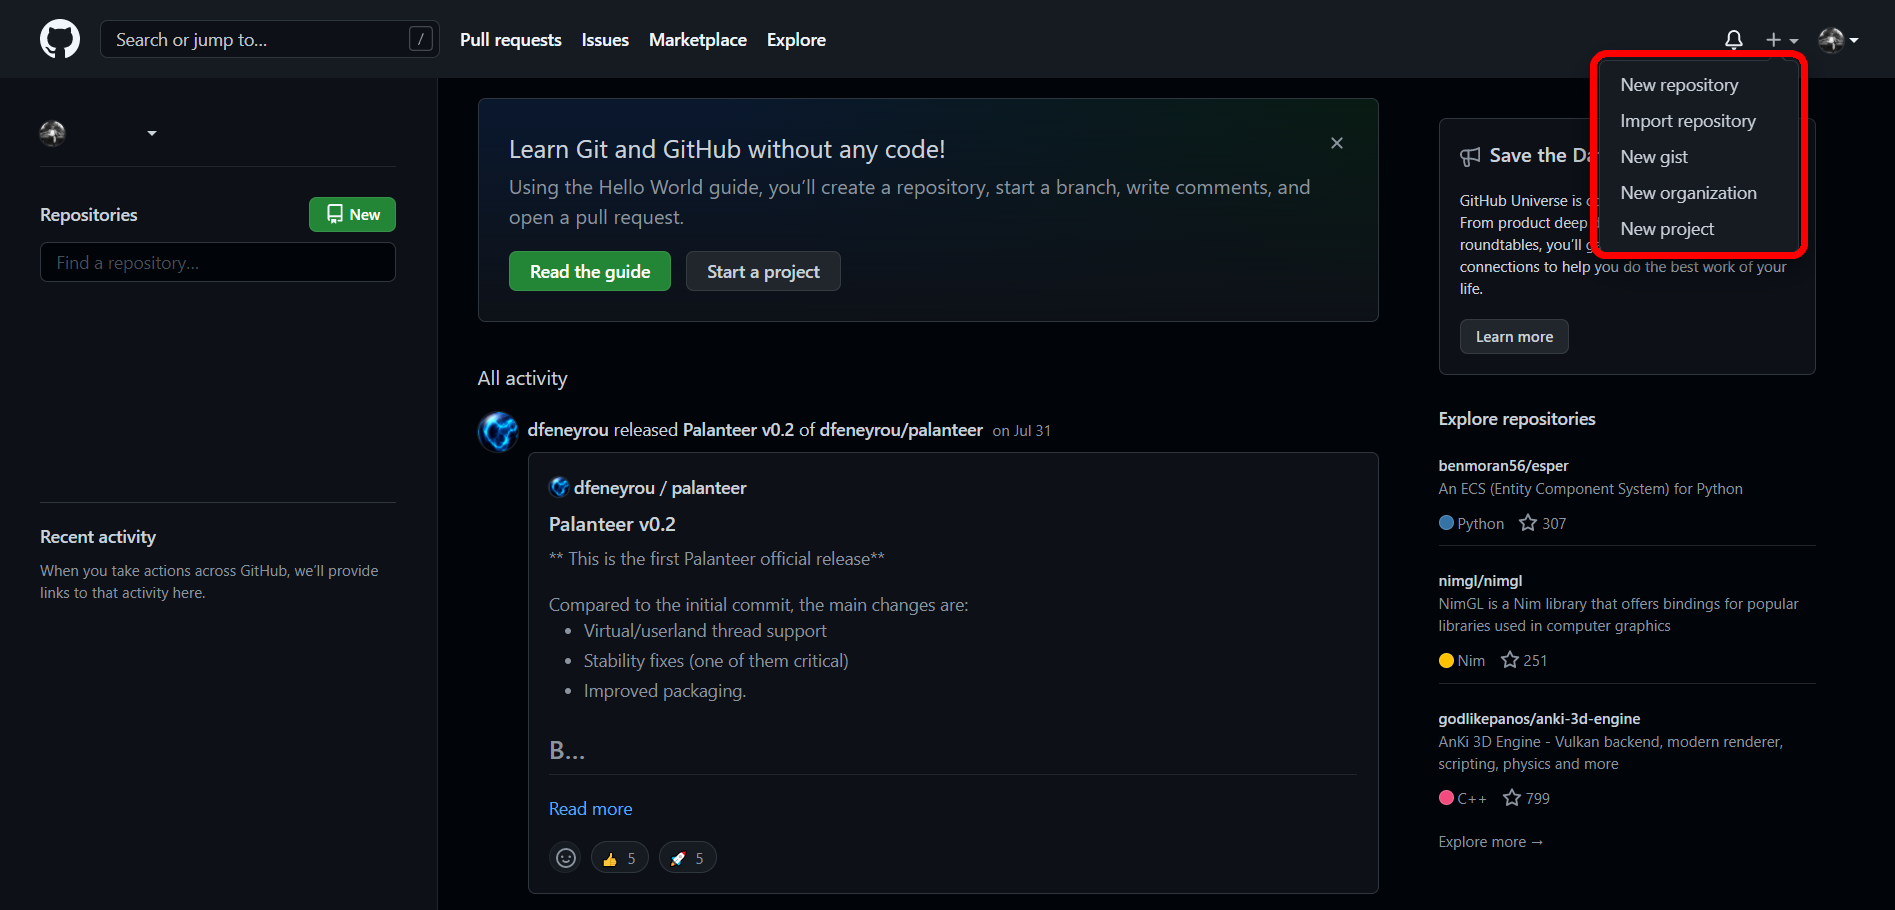 Search or jump to...
/
Pull requests
Issues
Marketplace
Explore
New repository
Import repository
New gist
New organization
New project
Repositories
New
Find a repository...
Recent activity
When you take actions across GitHub, we’ll provide
links to that activity here.
Learn Git and GitHub without any code!
Using the Hello World guide, you’ll create a repository, start a branch, write comments, and
open a pull request.
Read the guide
Start a project
All activity
dfeneyrou released Palanteer v0.2 of dfeneyrou/palanteer on Jul 31
dfeneyrou / palanteer
Palanteer v0.2
** This is the first Palanteer official release**
Compared to the initial commit, the main changes are:
• Virtual/userland thread support
• Stability fixes (one of them critical)
• Improved packaging.
B...
Read more
5
5
Save the Da
GitHub Universe is
From product deep
roundtables, you’ll
connections to help you do the best work of your
life.
Learn more
Explore repositories
benmoran56/esper
An ECS (Entity Component System) for Python
Python 307
nimgl/nimgl
NimGL is a Nim library that offers bindings for popular
libraries used in computer graphics
Nim 251
godlikepanos/anki-3d-engine
AnKi 3D Engine - Vulkan backend, modern renderer,
scripting, physics and more
C++ 799
Explore more →